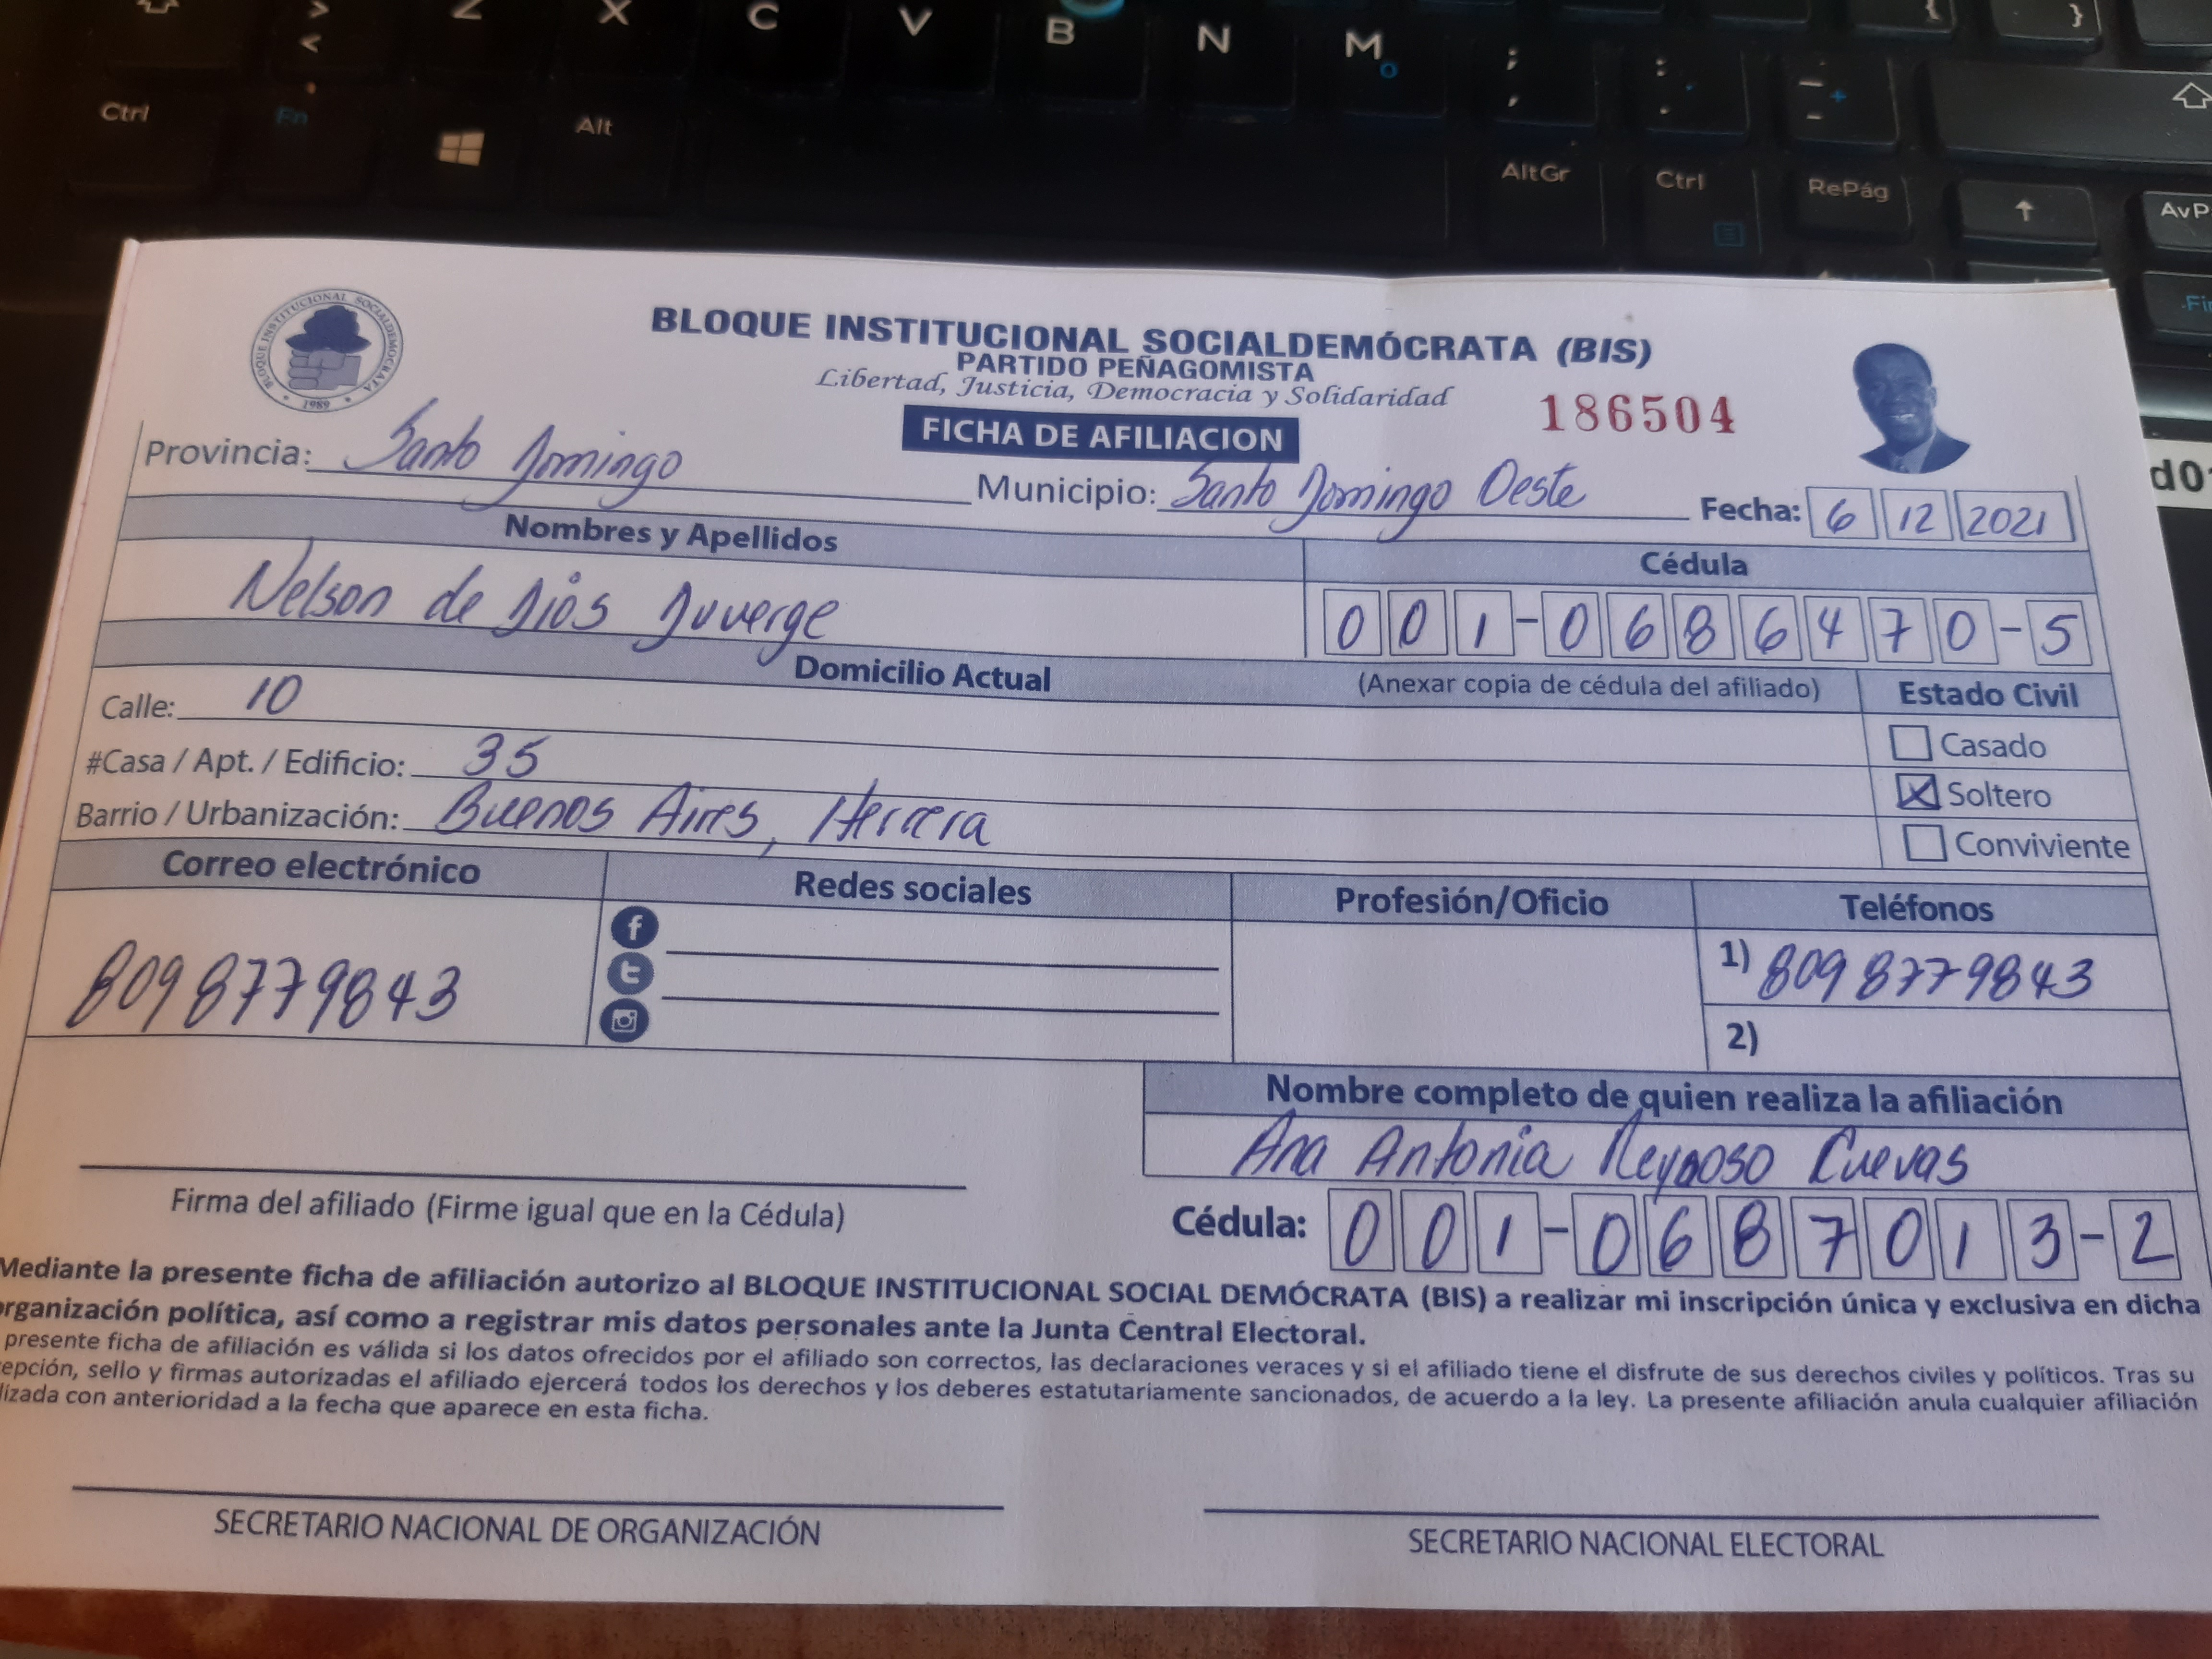 > Z X C V B N M ; : - {  }
< o , . + -
Ctrl Fn Alt AltGr Ctrl RePág AvP
BLOQUE INSTITUCIONAL SOCIALDEMOCRATA
1989
BLOQUE INSTITUCIONAL SOCIALDEMÓCRATA (BIS)
PARTIDO PEÑAGOMISTA
Libertad, Justicia, Democracia y Solidaridad
186504
FICHA DE AFILIACION
Provincia: Santo Domingo Municipio: Santo Domingo Oeste Fecha: 6 12 2021
d0
Nombres y Apellidos Cédula
Nelson de Dios Duverge 001-0686470-5
Domicilio Actual (Anexar copia de cédula del afiliado) Estado Civil
Calle: 10
Casado
#Casa / Apt. / Edificio: 35
Soltero
Barrio / Urbanización: Buenos Aires, Herrera
Conviviente
Correo electrónico Redes sociales Profesión/Oficio Teléfonos
8098779843 1) 8098779843
2)
Nombre completo de quien realiza la afiliación
Ana Antonia Reynoso Cuevas
Firma del afiliado (Firme igual que en la Cédula) Cédula: 001-0687013-2
Mediante la presente ficha de afiliación autorizo al BLOQUE INSTITUCIONAL SOCIAL DEMÓCRATA (BIS) a realizar mi inscripción única y exclusiva en dicha
organización política, así como a registrar mis datos personales ante la Junta Central Electoral.
presente ficha de afiliación es válida si los datos ofrecidos por el afiliado son correctos, las declaraciones veraces y si el afiliado tiene el disfrute de sus derechos civiles y políticos. Tras su
epción, sello y firmas autorizadas el afiliado ejercerá todos los derechos y los deberes estatutariamente sancionados, de acuerdo a la ley. La presente afiliación anula cualquier afiliación
lizada con anterioridad a la fecha que aparece en esta ficha.
SECRETARIO NACIONAL DE ORGANIZACIÓN SECRETARIO NACIONAL ELECTORAL